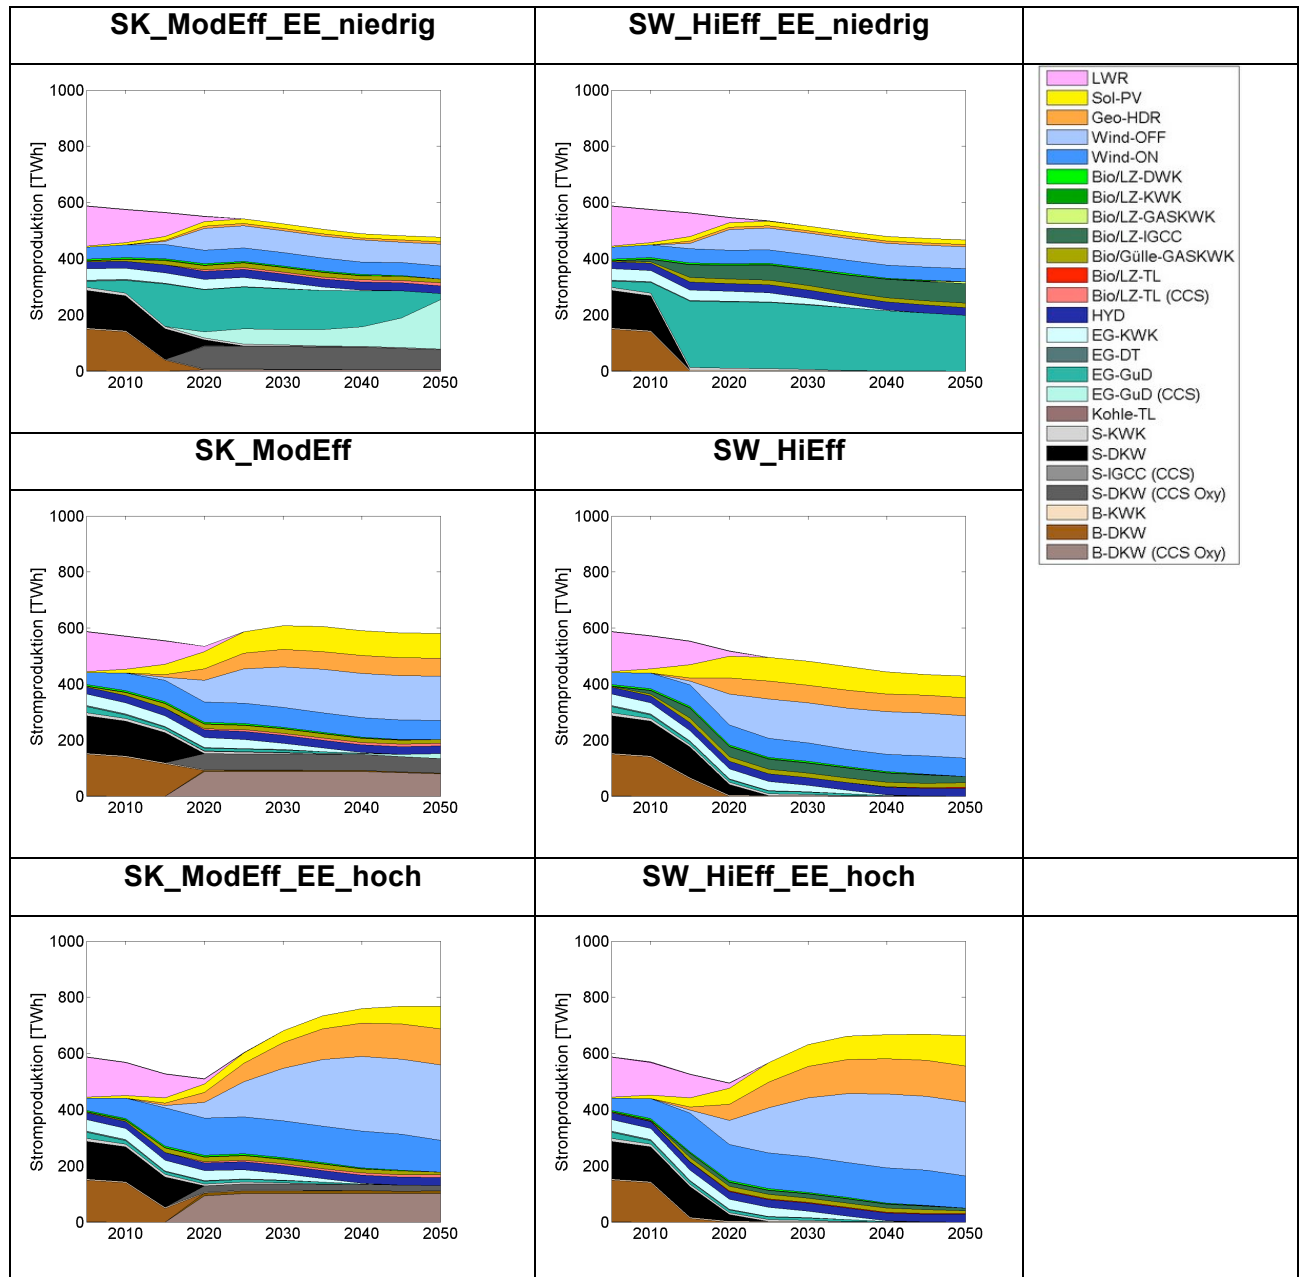 SK_ModEff_EE_niedrig
SW_HiEff_EE_niedrig
Stromproduktion [TWh]
1000
800
600
400
200
0
2010 2020 2030 2040 2050
Stromproduktion [TWh]
1000
800
600
400
200
0
2010 2020 2030 2040 2050
LWR
Sol-PV
Geo-HDR
Wind-OFF
Wind-ON
Bio/LZ-DWK
Bio/LZ-KWK
Bio/LZ-GASKWK
Bio/LZ-IGCC
Bio/Gülle-GASKWK
Bio/LZ-TL
Bio/LZ-TL (CCS)
HYD
EG-KWK
EG-DT
EG-GuD
EG-GuD (CCS)
Kohle-TL
S-KWK
S-DKW
S-IGCC (CCS)
S-DKW (CCS Oxy)
B-KWK
B-DKW
B-DKW (CCS Oxy)
SK_ModEff
SW_HiEff
Stromproduktion [TWh]
1000
800
600
400
200
0
2010 2020 2030 2040 2050
Stromproduktion [TWh]
1000
800
600
400
200
0
2010 2020 2030 2040 2050
SK_ModEff_EE_hoch
SW_HiEff_EE_hoch
Stromproduktion [TWh]
1000
800
600
400
200
0
2010 2020 2030 2040 2050
Stromproduktion [TWh]
1000
800
600
400
200
0
2010 2020 2030 2040 2050